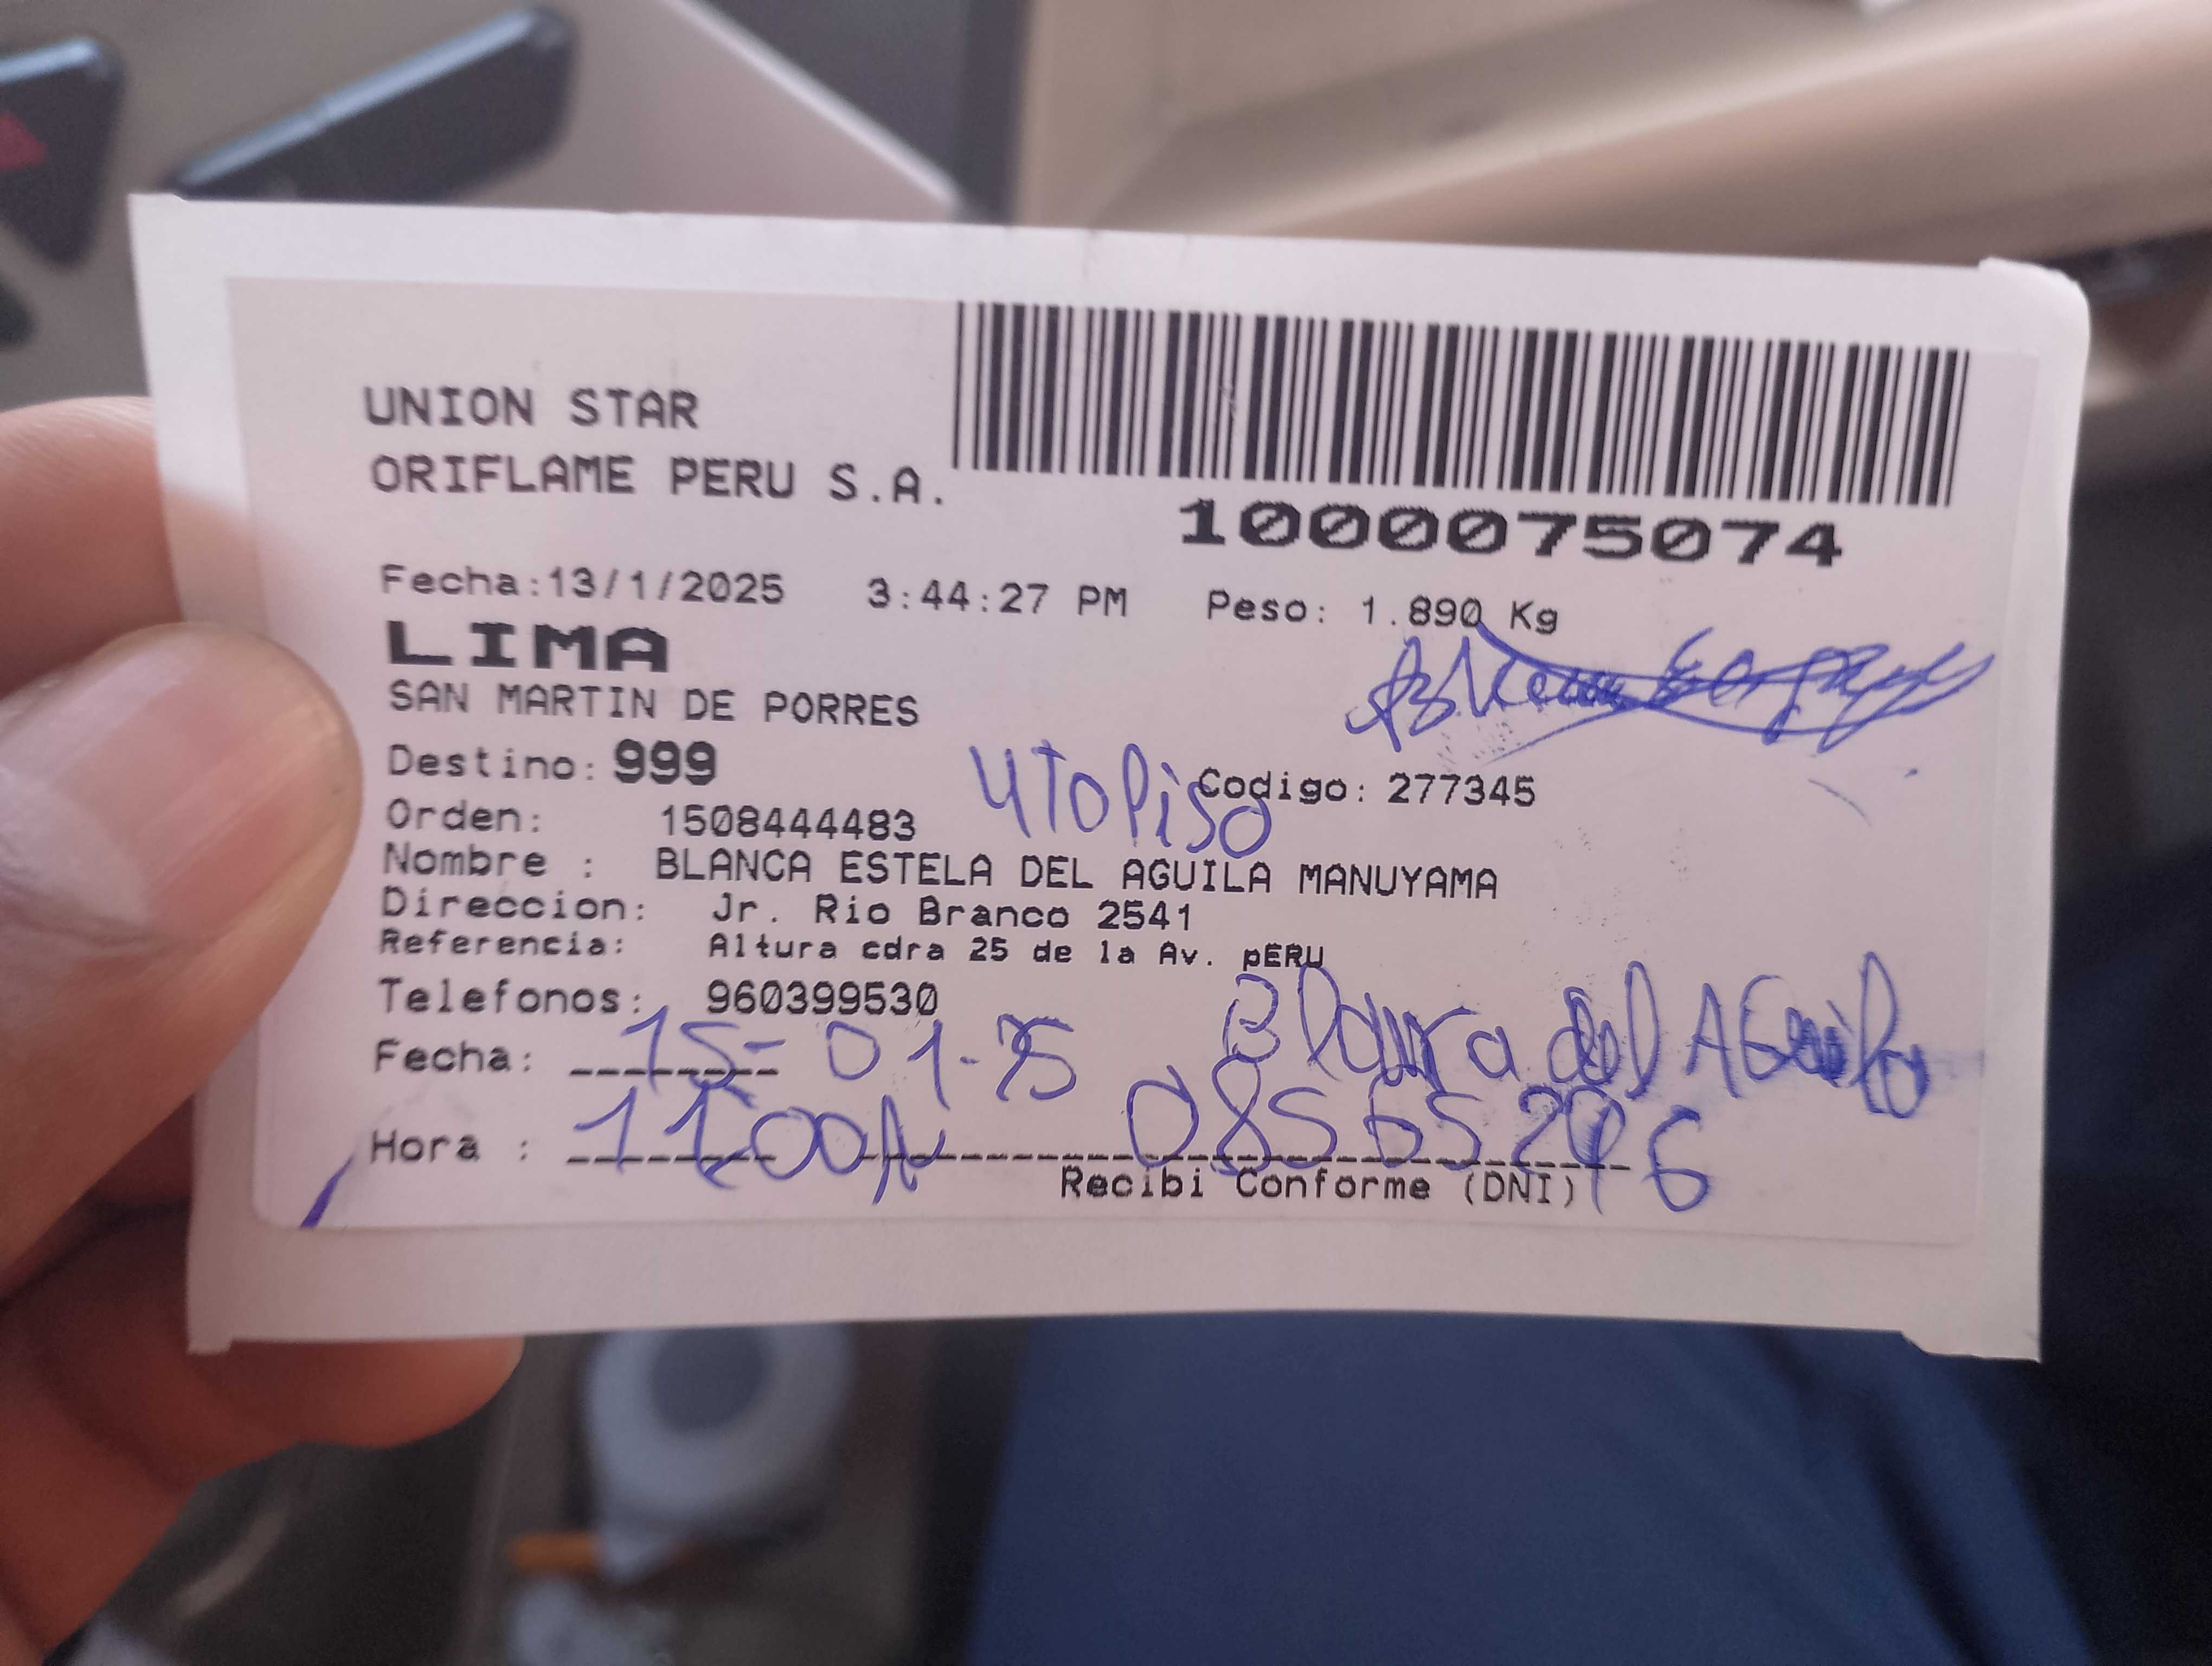 UNION STAR
ORIFLAME PERU S.A.
1000075074
Fecha:13/1/2025 3:44:27 PM Peso: 1.890 Kg
LIMA
SAN MARTIN DE PORRES
Destino: 999 Codigo: 277345
4to Piso
Orden: 1508444483
Nombre : BLANCA ESTELA DEL AGUILA MANUYAMA
Direccion: Jr. Rio Branco 2541
Referencia: Altura cdra 25 de la Av. pERU
Telefonos: 960399530
Fecha: 15-01-25 del Aguila
Hora : 11:00A
Recibi Conforme (DNI)